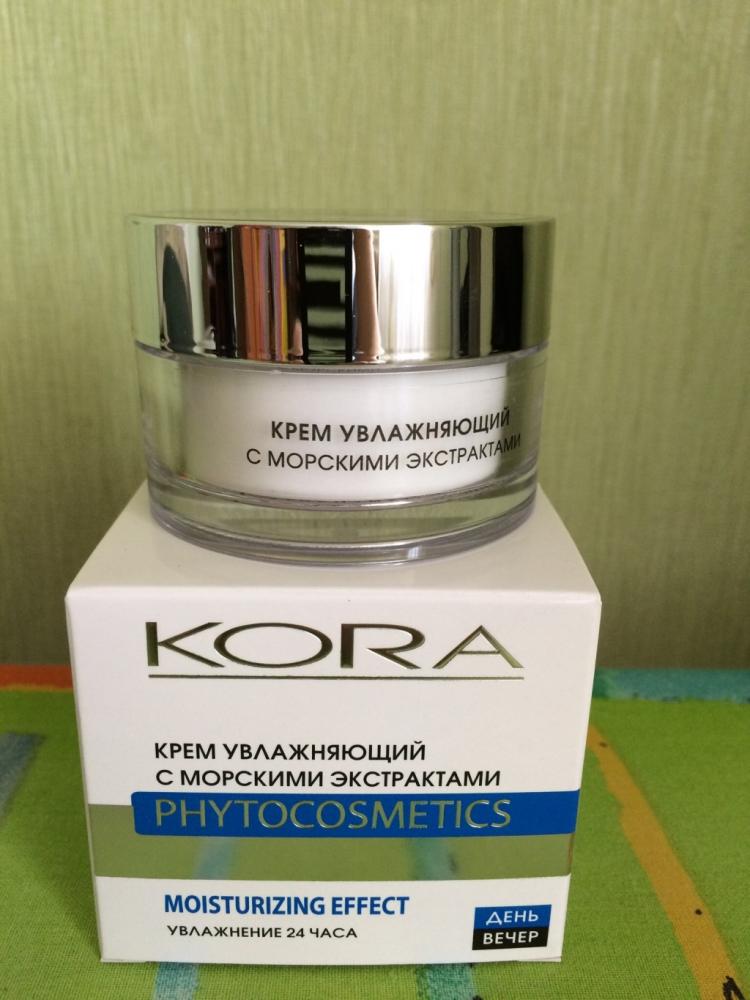 КРЕМ УВЛАЖНЯЮЩИЙ
С МОРСКИМИ ЭКСТРАКТАМИ
KORA
КРЕМ УВЛАЖНЯЮЩИЙ
С МОРСКИМИ ЭКСТРАКТАМИ
PHYTOCOSMETICS
MOISTURIZING EFFECT
УВЛАЖНЕНИЕ 24 ЧАСА
ДЕНЬ
ВЕЧЕР